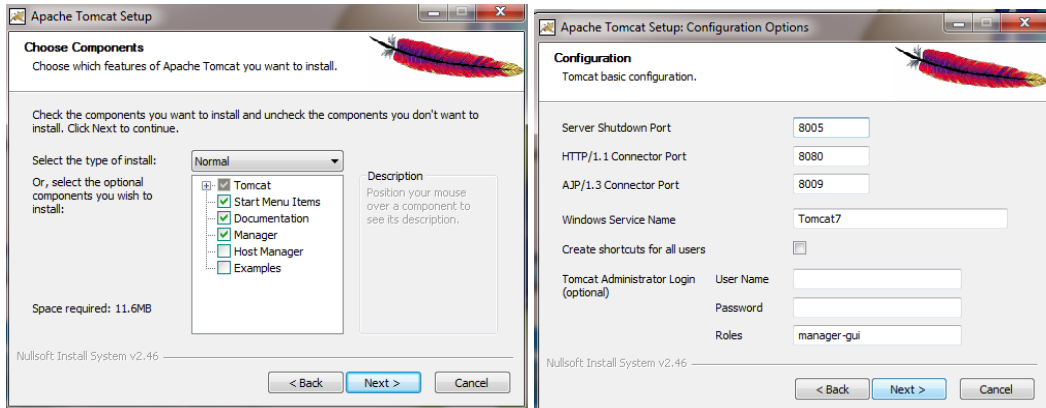 Apache Tomcat Setup
Choose Components
Choose which features of Apache Tomcat you want to install.
Check the components you want to install and uncheck the components you don't want to
install. Click Next to continue.
Select the type of install:
Normal
Or, select the optional
components you wish to
install:
Tomcat
Start Menu Items
Documentation
Manager
Host Manager
Examples
Description
Position your mouse
over a component to
see its description.
Space required: 11.6MB
Nullsoft Install System v2.46
< Back
Next >
Cancel
Apache Tomcat Setup: Configuration Options
Configuration
Tomcat basic configuration.
Server Shutdown Port
8005
HTTP/1.1 Connector Port
8080
AJP/1.3 Connector Port
8009
Windows Service Name
Tomcat7
Create shortcuts for all users
Tomcat Administrator Login
(optional)
User Name
Password
Roles
manager-gui
Nullsoft Install System v2.46
< Back
Next >
Cancel